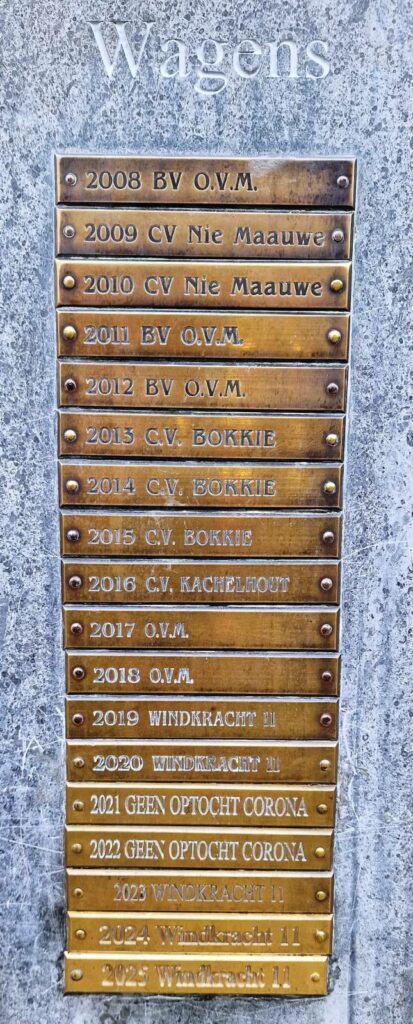 Wagens
2008 BV O.V.M.
2009 CV Nie Maauwe
2010 CV Nie Maauwe
2011 BV O.V.M.
2012 BV O.V.M.
2013 C.V. BOKKIE
2014 C.V. BOKKIE
2015 C.V. BOKKIE
2016 C.V. KACHELHOUT
2017 O.V.M.
2018 O.V.M.
2019 WINDKRACHT 11
2020 WINDKRACHT 11
2021 GEEN OPTOCHT CORONA
2022 GEEN OPTOCHT CORONA
2023 WINDKRACHT 11
2024 Windkracht 11
2025 Windkracht 11